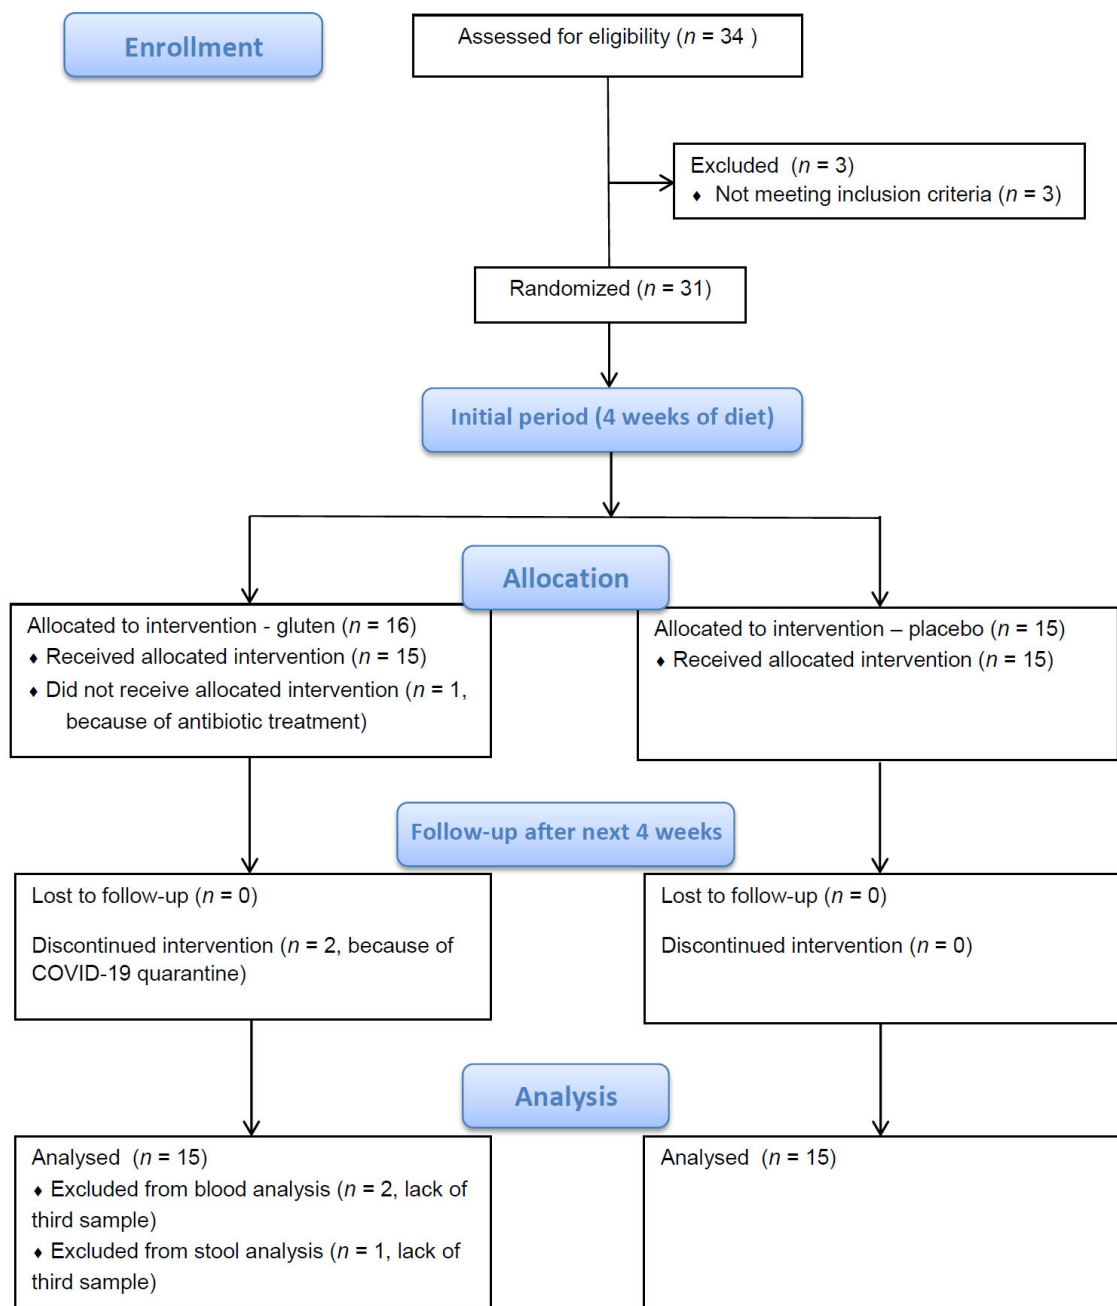 Enrollment
Assessed for eligibility (n = 34 )
Excluded  (n = 3)
♦ Not meeting inclusion criteria (n = 3)
Randomized (n = 31)
Initial period (4 weeks of diet)
Allocation
Allocated to intervention - gluten (n = 16)
♦ Received allocated intervention (n = 15)
♦ Did not receive allocated intervention (n = 1,
because of antibiotic treatment)
Allocated to intervention – placebo (n = 15)
♦ Received allocated intervention (n = 15)
Follow-up after next 4 weeks
Lost to follow-up (n = 0)
Discontinued intervention (n = 2, because of
COVID-19 quarantine)
Lost to follow-up (n = 0)
Discontinued intervention (n = 0)
Analysis
Analysed  (n = 15)
♦ Excluded from blood analysis (n = 2, lack of
third sample)
♦ Excluded from stool analysis (n = 1, lack of
third sample)
Analysed  (n = 15)